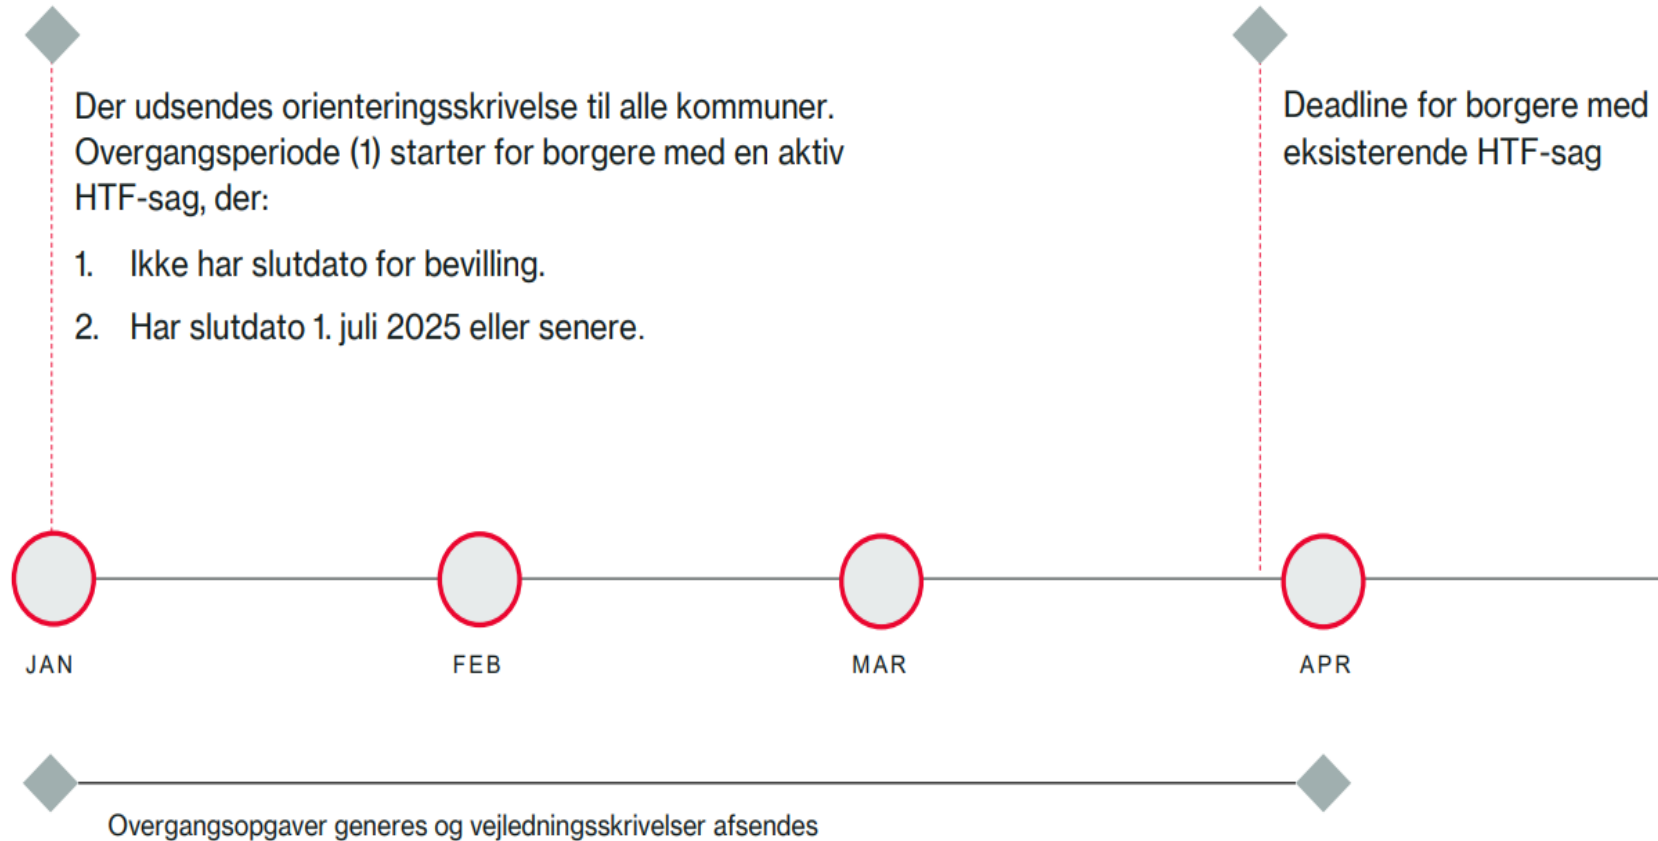 Der udsendes orienteringsskrivelse til alle kommuner.
Overgangsperiode (1) starter for borgere med en aktiv
HTF-sag, der:
1. Ikke har slutdato for bevilling.
2. Har slutdato 1. juli 2025 eller senere.
Deadline for borgere med
eksisterende HTF-sag
JAN
FEB
MAR
APR
Overgangsopgaver generes og vejledningsskrivelser afsendes